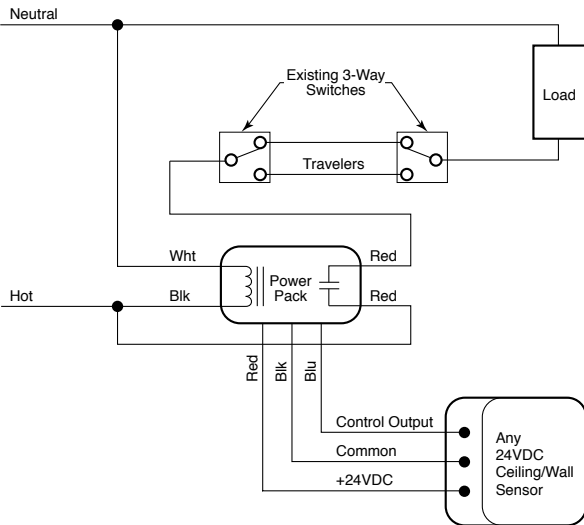 Neutral
Existing 3-Way
Switches
Load
Travelers
Wht
Red
Power
Pack
Hot
Blk
Red
Red
Blk
Blu
Control Output
Common
+24VDC
Any
24VDC
Ceiling/Wall
Sensor